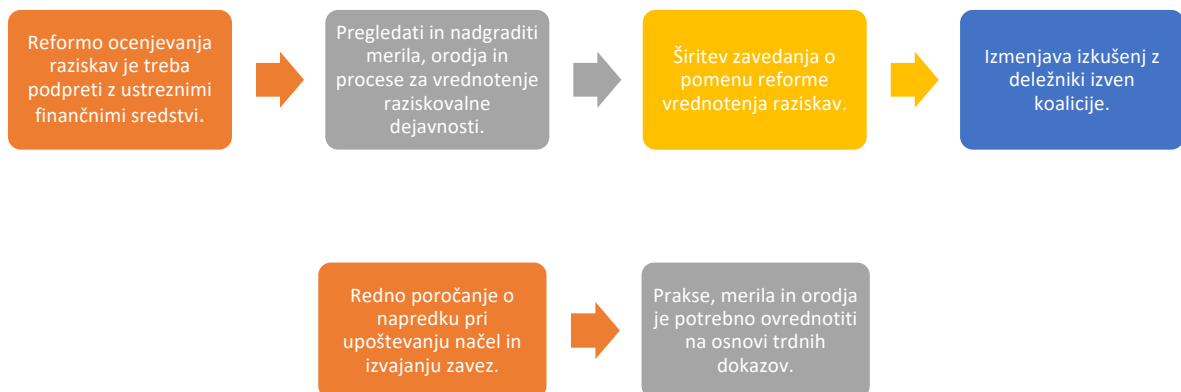 Reformo ocenjevanja
raziskav je treba
podpreti z ustreznimi
finančnimi sredstvi.
Pregledati in nadgraditi
merila, orodja in
procese za vrednotenje
raziskovalne
dejavnosti.
Širitev zavedanja o
pomenu reforme
vrednotenja raziskav.
Izmenjava izkušenj z
deležniki izven
koalicije.
Redno poročanje o
napredku pri
upoštevanju načel in
izvajanju zavez.
Prakse, merila in orodja
je potrebno ovrednotiti
na osnovi trdnih
dokazov.